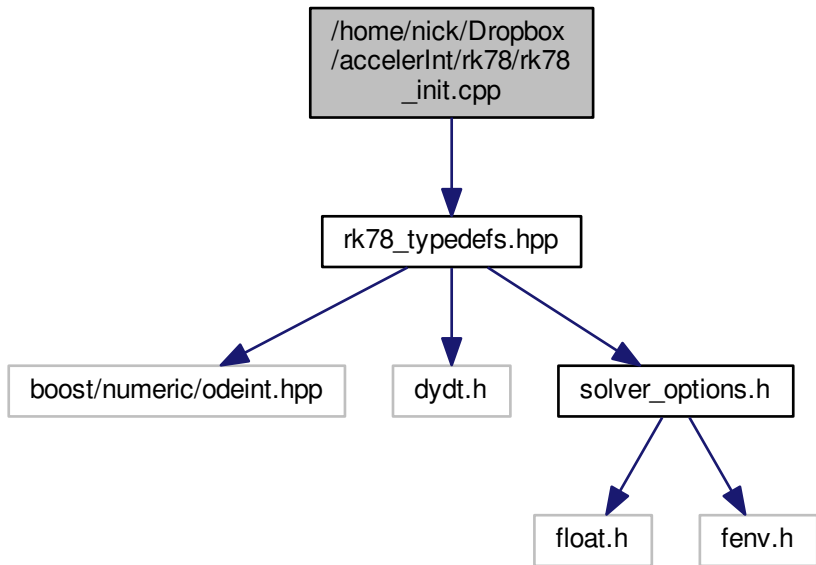 /home/nick/Dropbox
/accelerInt/rk78/rk78
_init.cpp
rk78_typedefs.hpp
boost/numeric/odeint.hpp
dydt.h
solver_options.h
float.h
fenv.h